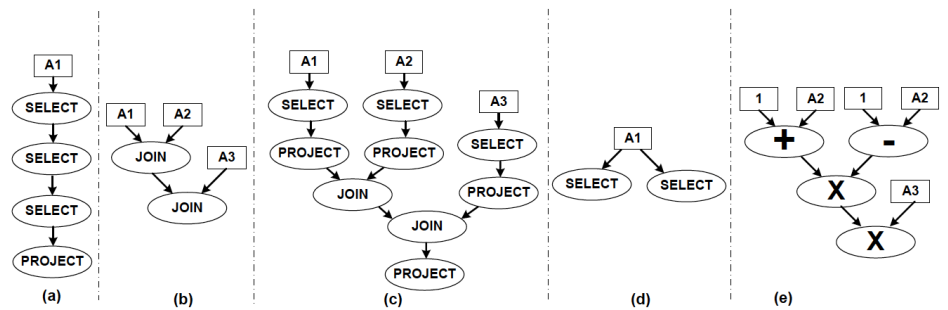 A1
SELECT
SELECT
SELECT
PROJECT
(a)
A1 A2
JOIN
A3
JOIN
(b)
A1 A2
SELECT SELECT
A3
PROJECT PROJECT
SELECT
JOIN
PROJECT
JOIN
PROJECT
(c)
A1
SELECT SELECT
(d)
1 A2 1 A2
+ -
X
A3
X
(e)